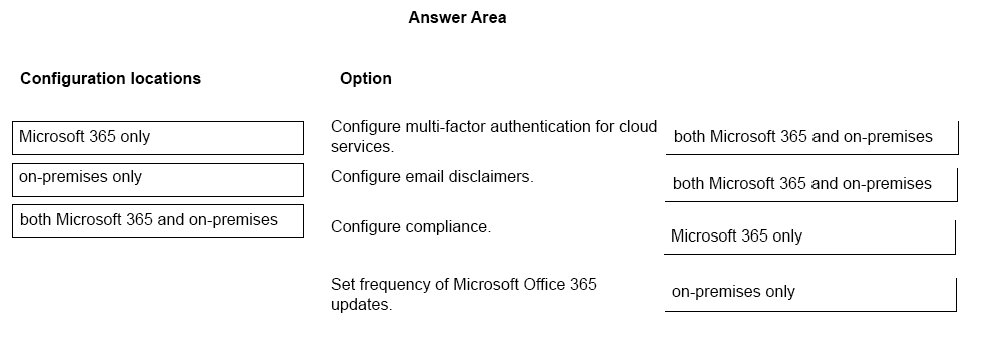 Answer Area
Configuration locations
Option
Microsoft 365 only
on-premises only
both Microsoft 365 and on-premises
Configure multi-factor authentication for cloud
services.
both Microsoft 365 and on-premises
Configure email disclaimers.
both Microsoft 365 and on-premises
Configure compliance.
Microsoft 365 only
Set frequency of Microsoft Office 365
updates.
on-premises only